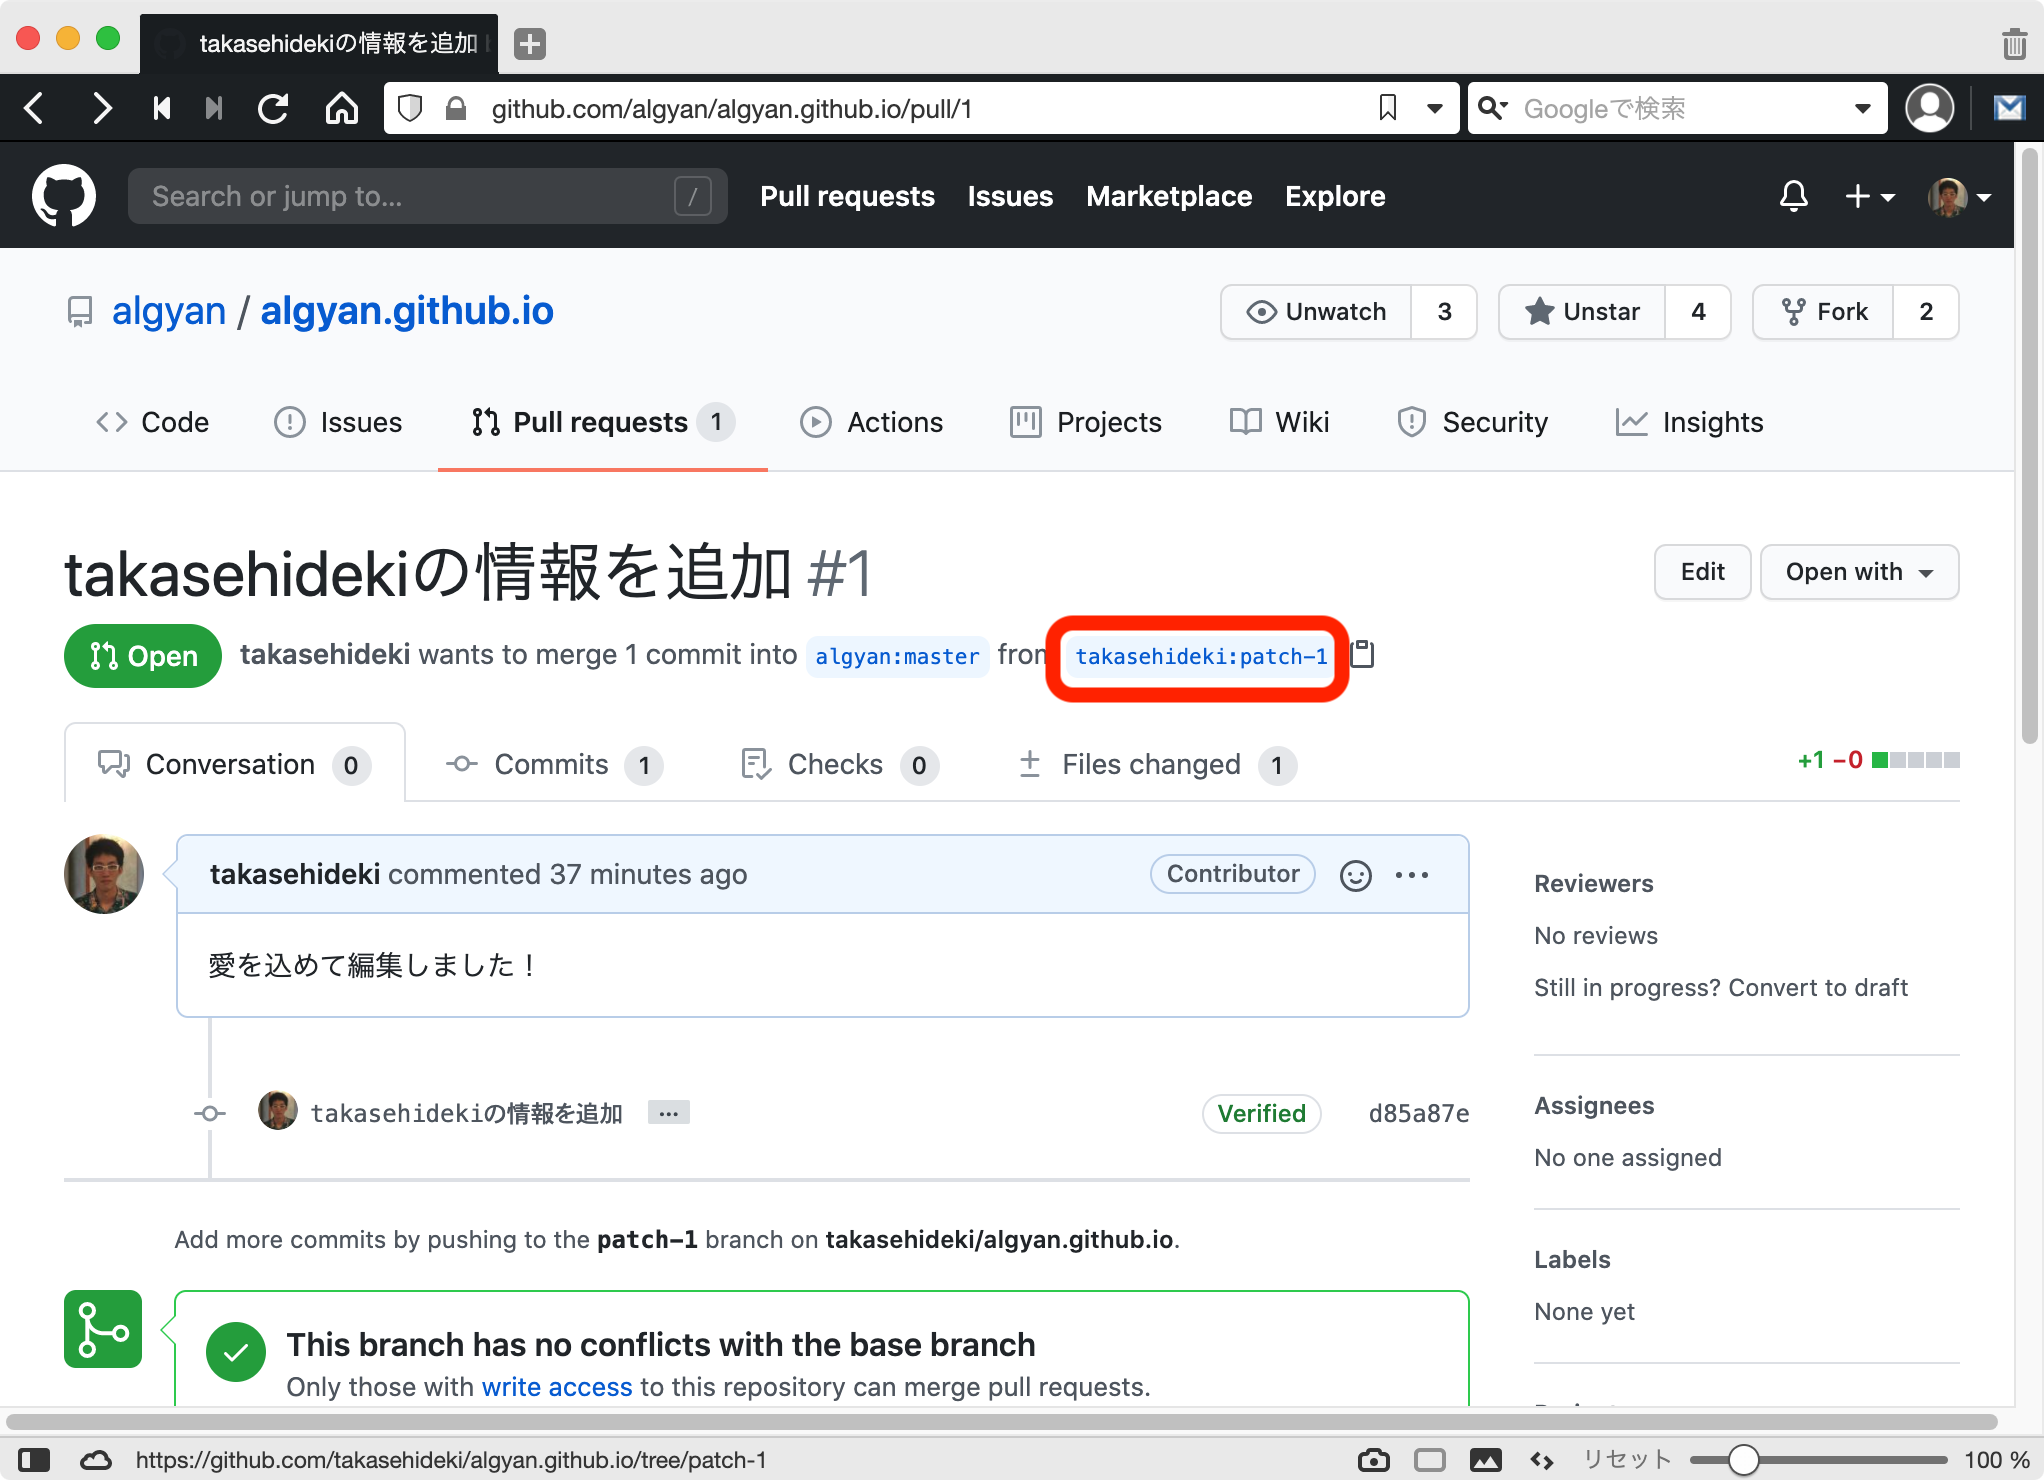 takasehidekiの情報を追加
github.com/algyan/algyan.github.io/pull/1
Googleで検索
Search or jump to...
/
Pull requests Issues Marketplace Explore
algyan / algyan.github.io
Unwatch 3
Unstar 4
Fork 2
Code Issues Pull requests 1 Actions Projects Wiki Security Insights
takasehidekiの情報を追加 #1
Edit Open with
Open takasehideki wants to merge 1 commit into algyan:master from takasehideki:patch-1
Conversation 0 Commits 1 Checks 0 Files changed 1
+1 −0
takasehideki commented 37 minutes ago
Contributor
愛を込めて編集しました！
takasehidekiの情報を追加 ...
Verified d85a87e
Add more commits by pushing to the patch-1 branch on takasehideki/algyan.github.io.
This branch has no conflicts with the base branch
Only those with write access to this repository can merge pull requests.
Reviewers
No reviews
Still in progress? Convert to draft
Assignees
No one assigned
Labels
None yet
https://github.com/takasehideki/algyan.github.io/tree/patch-1
リセット
100 %